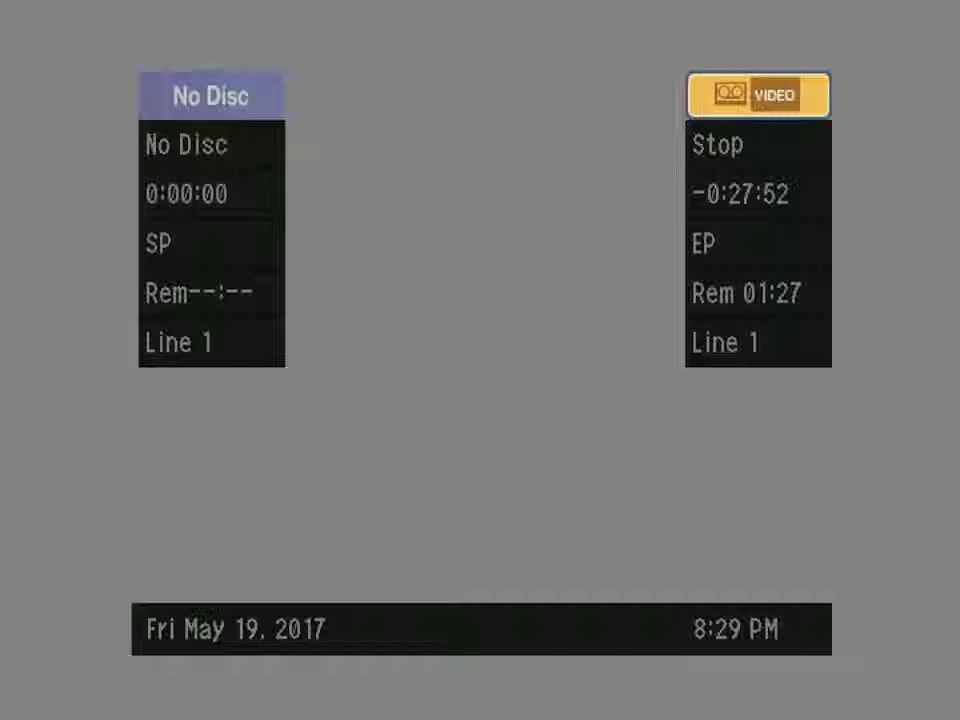 No Disc
No Disc
0:00:00
SP
Rem--:--
Line 1
VIDEO
Stop
-0:27:52
EP
Rem 01:27
Line 1
Fri May 19. 2017
8:29 PM